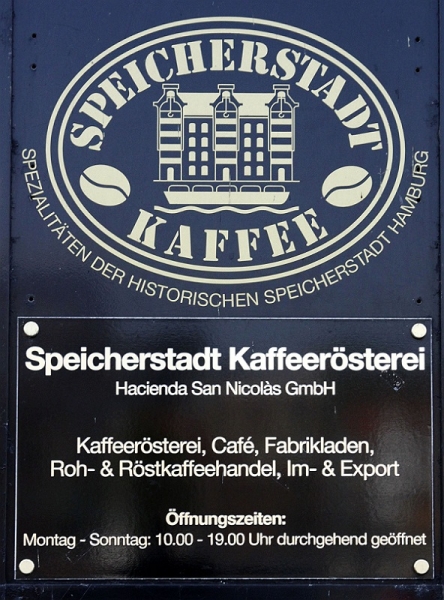 SPEICHERSTADT
KAFFEE
SPEZIALITÄTEN DER HISTORISCHEN SPEICHERSTADT HAMBURG
Speicherstadt Kaffeerösterei
Hacienda San Nicolàs GmbH
Kaffeerösterei, Café, Fabrikladen,
Roh- & Röstkaffeehandel, Im- & Export
Öffnungszeiten:
Montag - Sonntag: 10.00 - 19.00 Uhr durchgehend geöffnet